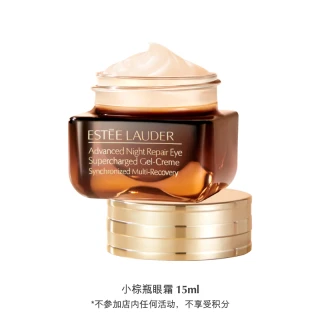 ESTĒE LAUDER
Advanced Night Repair Eye
Supercharged Gel-Creme
Synchronized Multi-Recovery
小棕瓶眼霜 15ml
*不参加店内任何活动，不享受积分